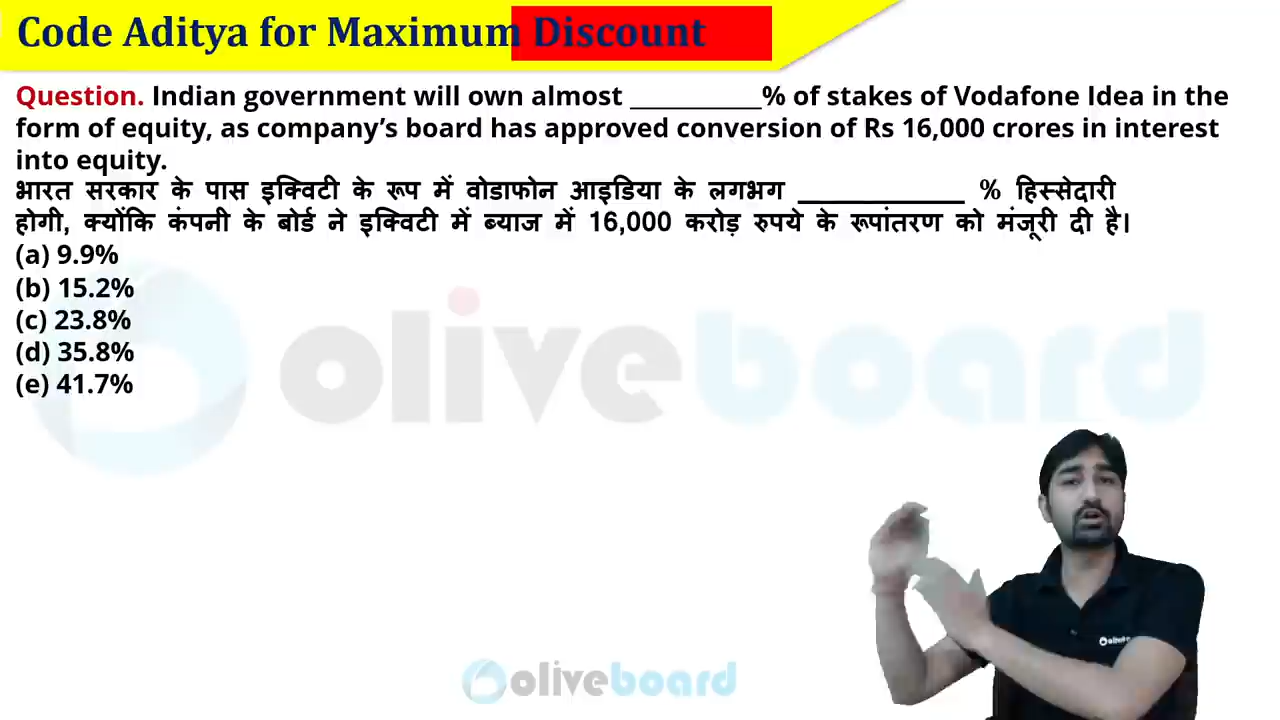 Code Aditya for Maximum Discount
Question. Indian government will own almost ___________% of stakes of Vodafone Idea in the
form of equity, as company’s board has approved conversion of Rs 16,000 crores in interest
into equity.
भारत सरकार के पास इक्विटी के रूप में वोडाफोन आइडिया के लगभग ______________ % हिस्सेदारी
होगी, क्योंकि कंपनी के बोर्ड ने इक्विटी में ब्याज में 16,000 करोड़ रुपये के रूपांतरण को मंजूरी दी है।
(a) 9.9%
(b) 15.2%
(c) 23.8%
(d) 35.8%
(e) 41.7%
oliveboard
oliveboard